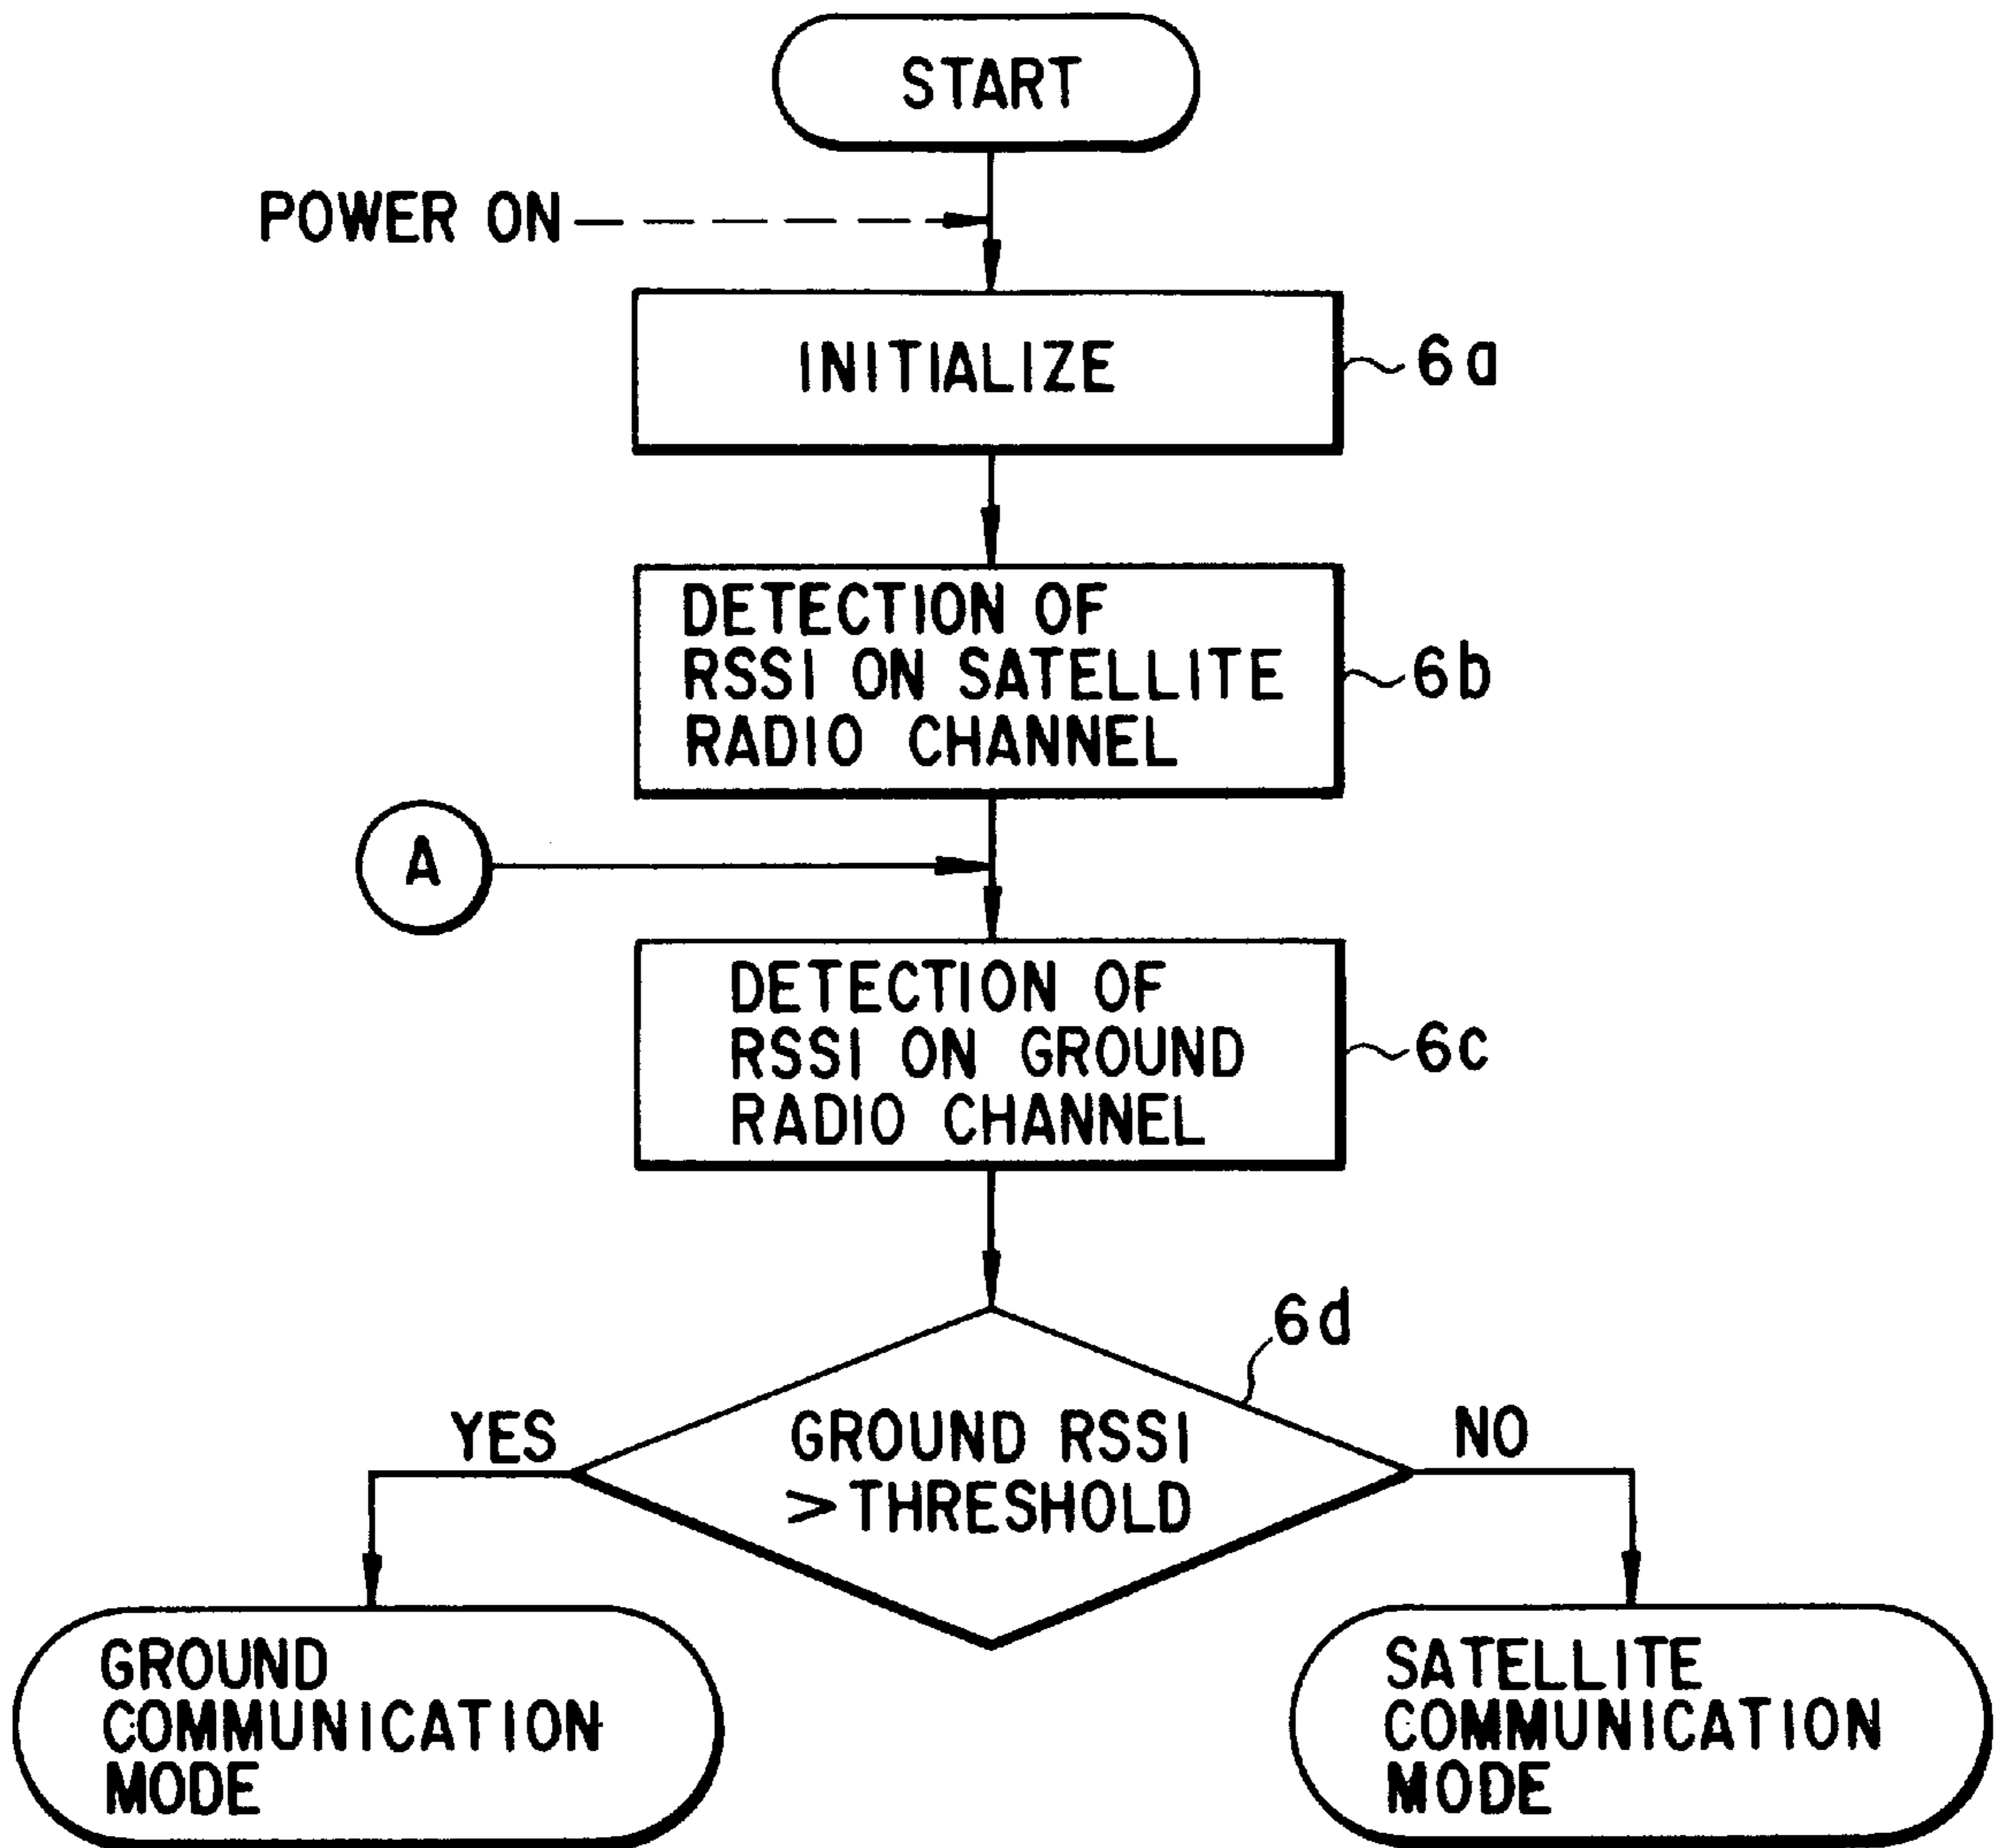 START
POWER ON
INITIALIZE
6a
DETECTION OF
RSSI ON SATELLITE
RADIO CHANNEL
6b
A
DETECTION OF
RSSI ON GROUND
RADIO CHANNEL
6c
6d
YES
GROUND RSSI
> THRESHOLD
NO
GROUND
COMMUNICATION
MODE
SATELLITE
COMMUNICATION
MODE